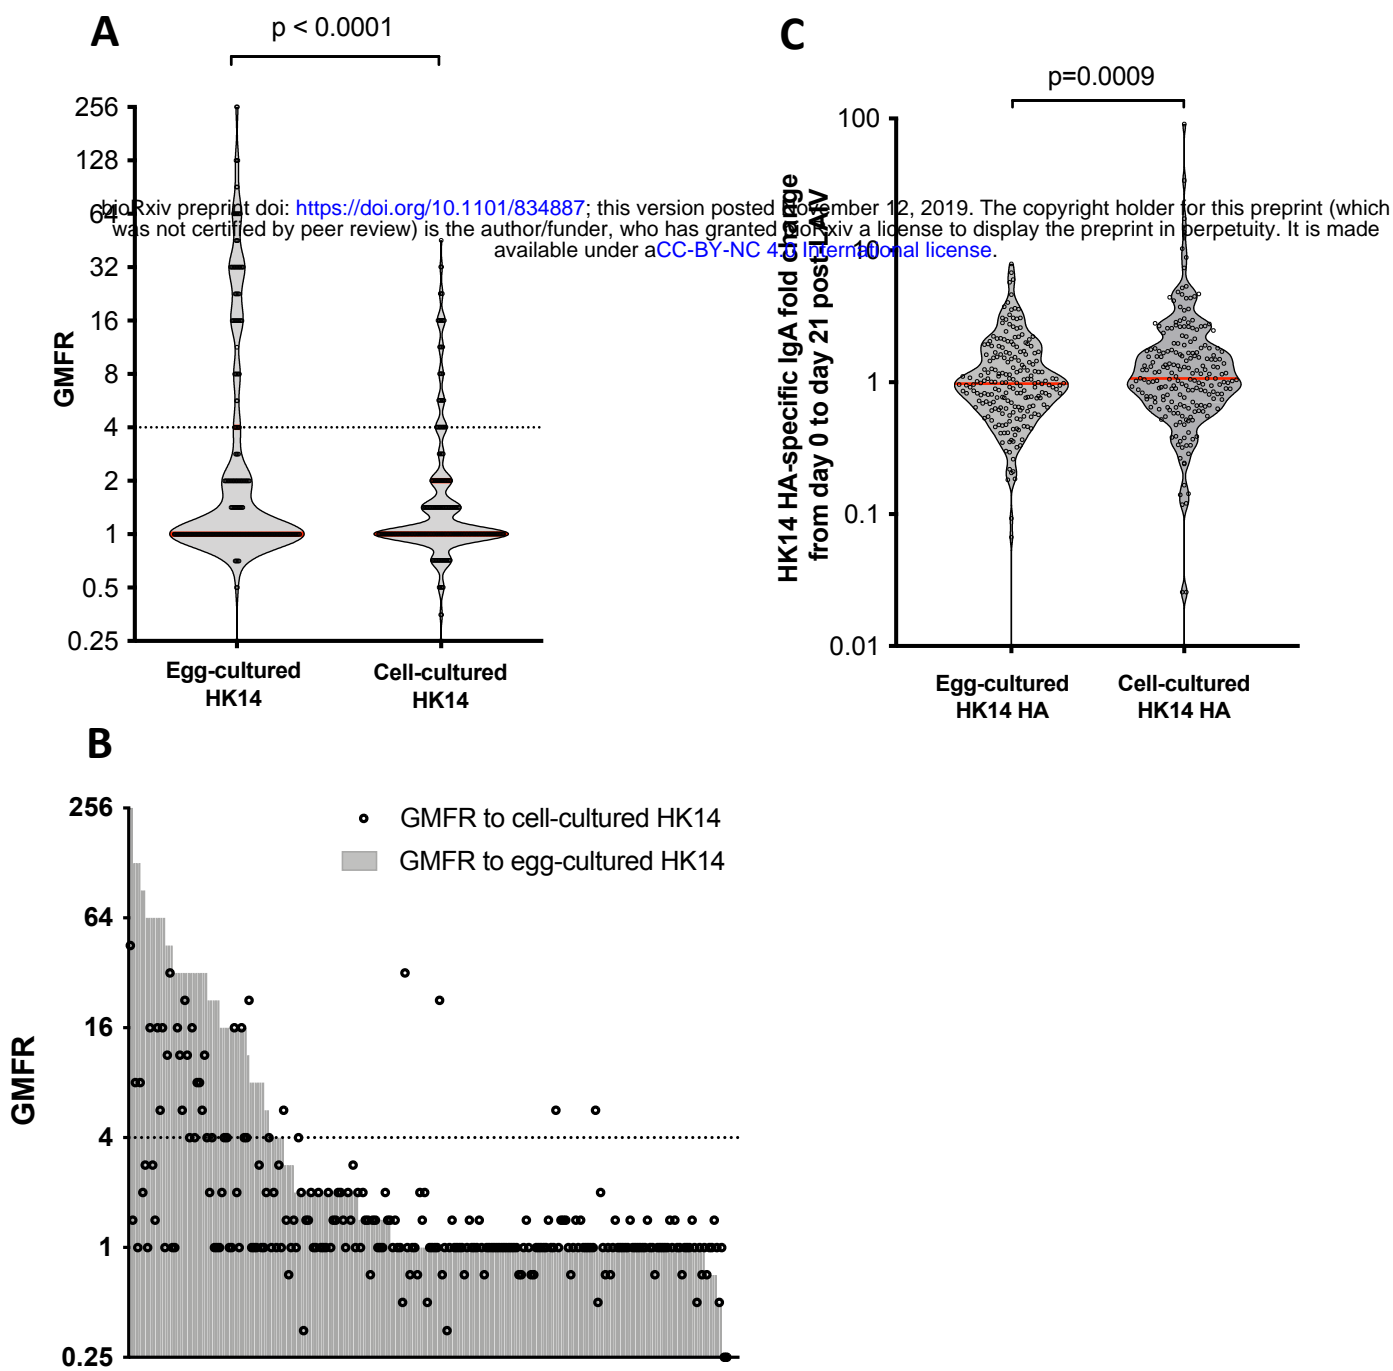 A
p < 0.0001
GMFR
256
128
64
32
16
8
4
2
1
0.5
0.25
Egg-cultured
HK14
Cell-cultured
HK14
C
p=0.0009
HK14 HA-specific IgA fold change
from day 0 to day 21 post LAIV
100
10
1
0.1
0.01
Egg-cultured
HK14 HA
Cell-cultured
HK14 HA
bioRxiv preprint doi: https://doi.org/10.1101/834887; this version posted November 12, 2019. The copyright holder for this preprint (which
was not certified by peer review) is the author/funder, who has granted bioRxiv a license to display the preprint in perpetuity. It is made
available under aCC-BY-NC 4.0 International license.
B
GMFR
256
64
16
4
1
0.25
GMFR to cell-cultured HK14
GMFR to egg-cultured HK14